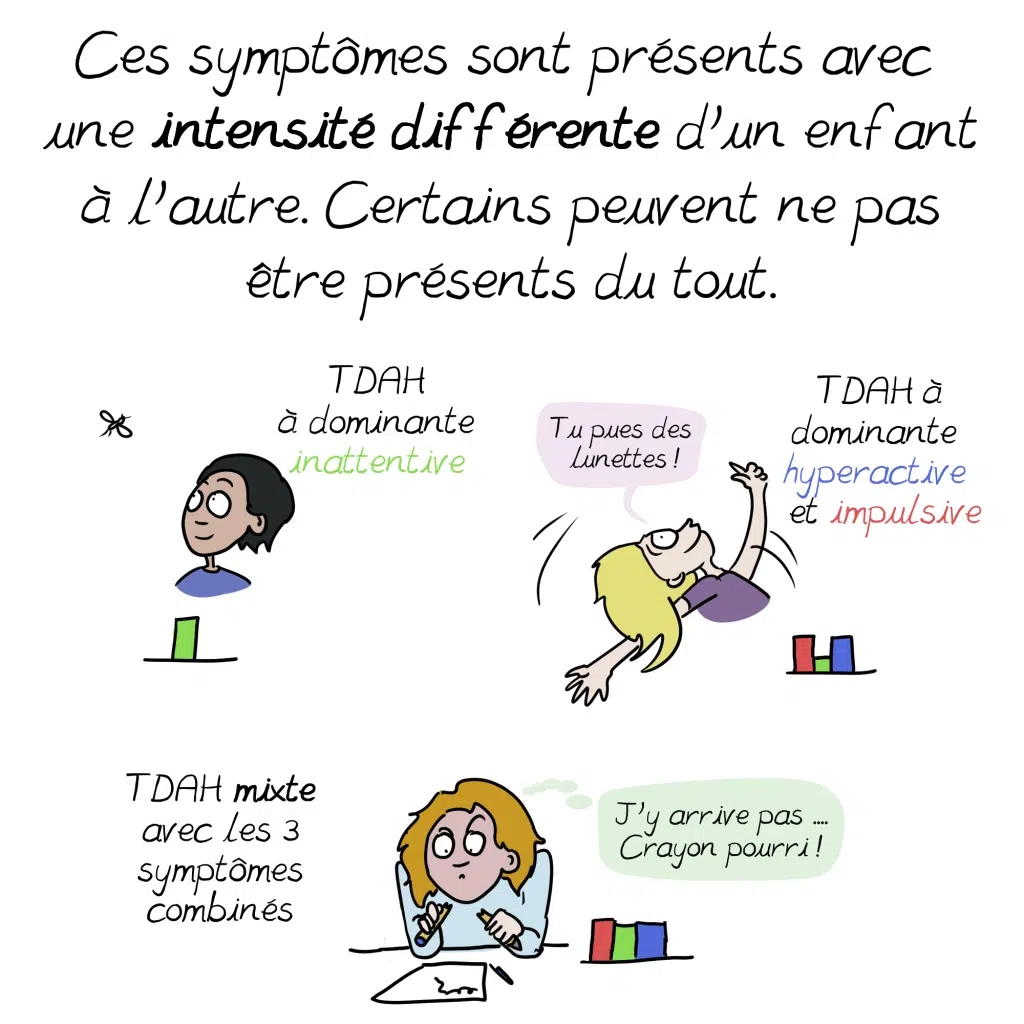 Ces symptômes sont présents avec
une intensité différente d'un enfant
à l'autre. Certains peuvent ne pas
être présents du tout.
TDAH
à dominante
inattentive
Tu pues des
lunettes !
TDAH à
dominante
hyperactive
et impulsive
TDAH mixte
avec les 3
symptômes
combinés
J'y arrive pas ....
Crayon pourri !